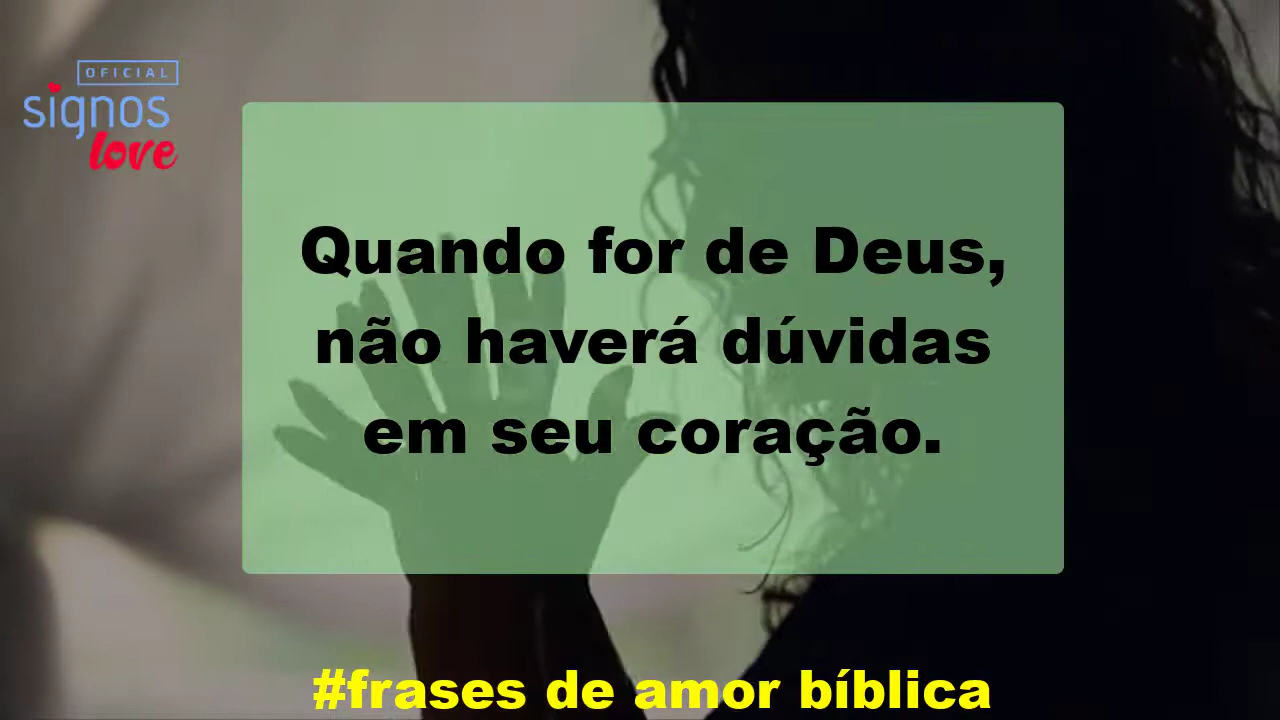 OFICIAL
signos
love
Quando for de Deus,
não haverá dúvidas
em seu coração.
#frases de amor bíblica